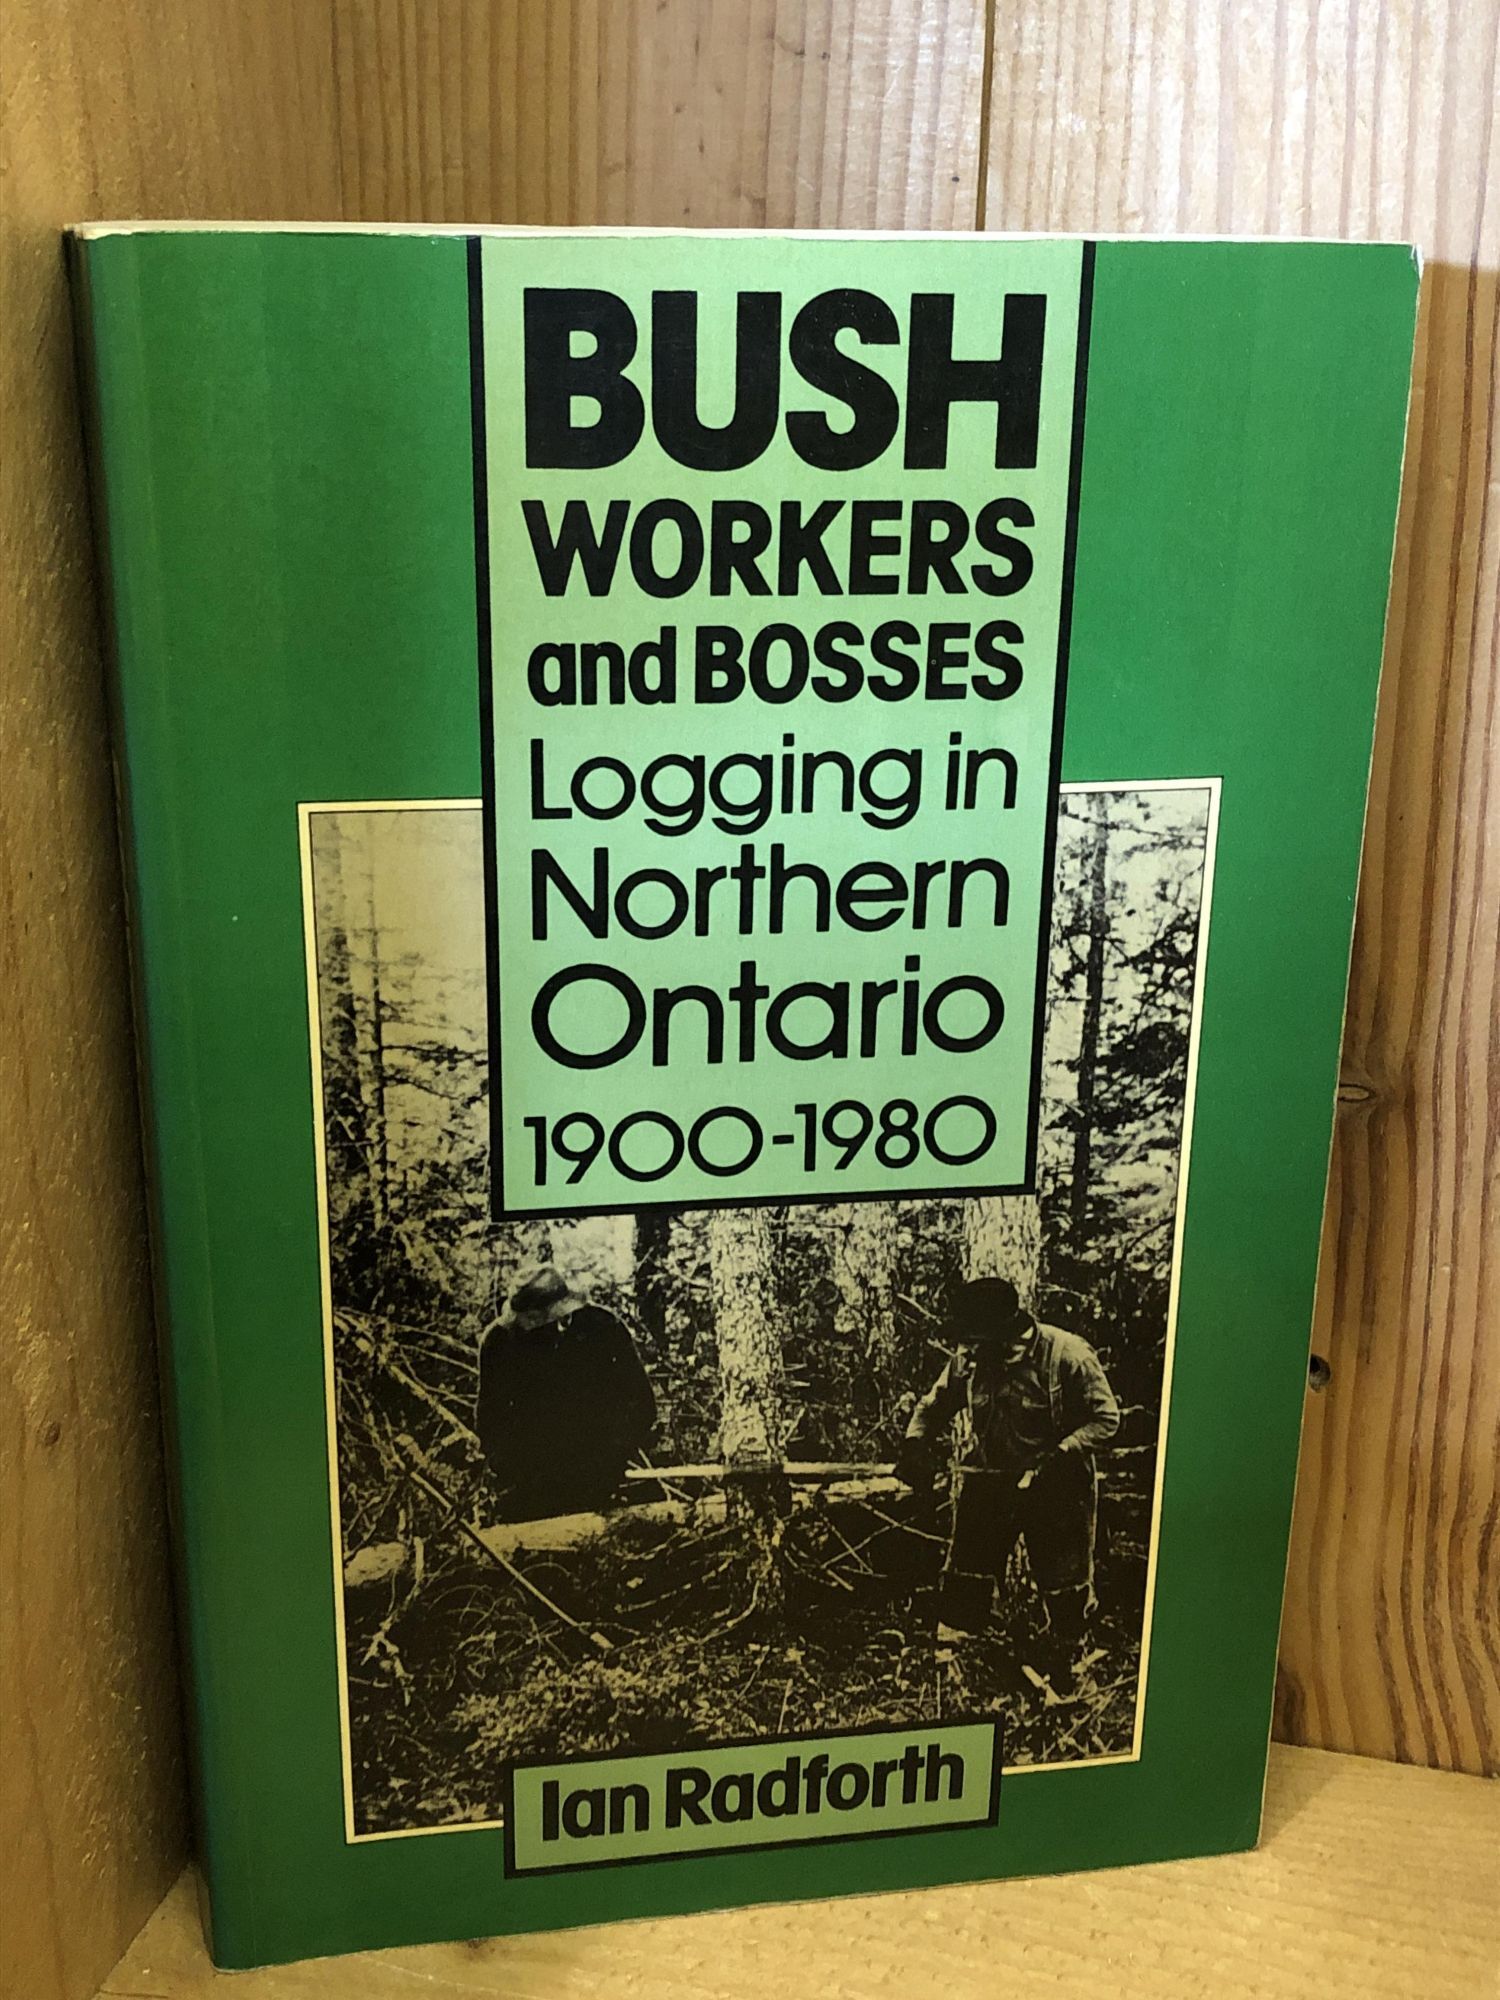 BUSH
WORKERS
and BOSSES
Logging in
Northern
Ontario
1900-1980
Ian Radforth